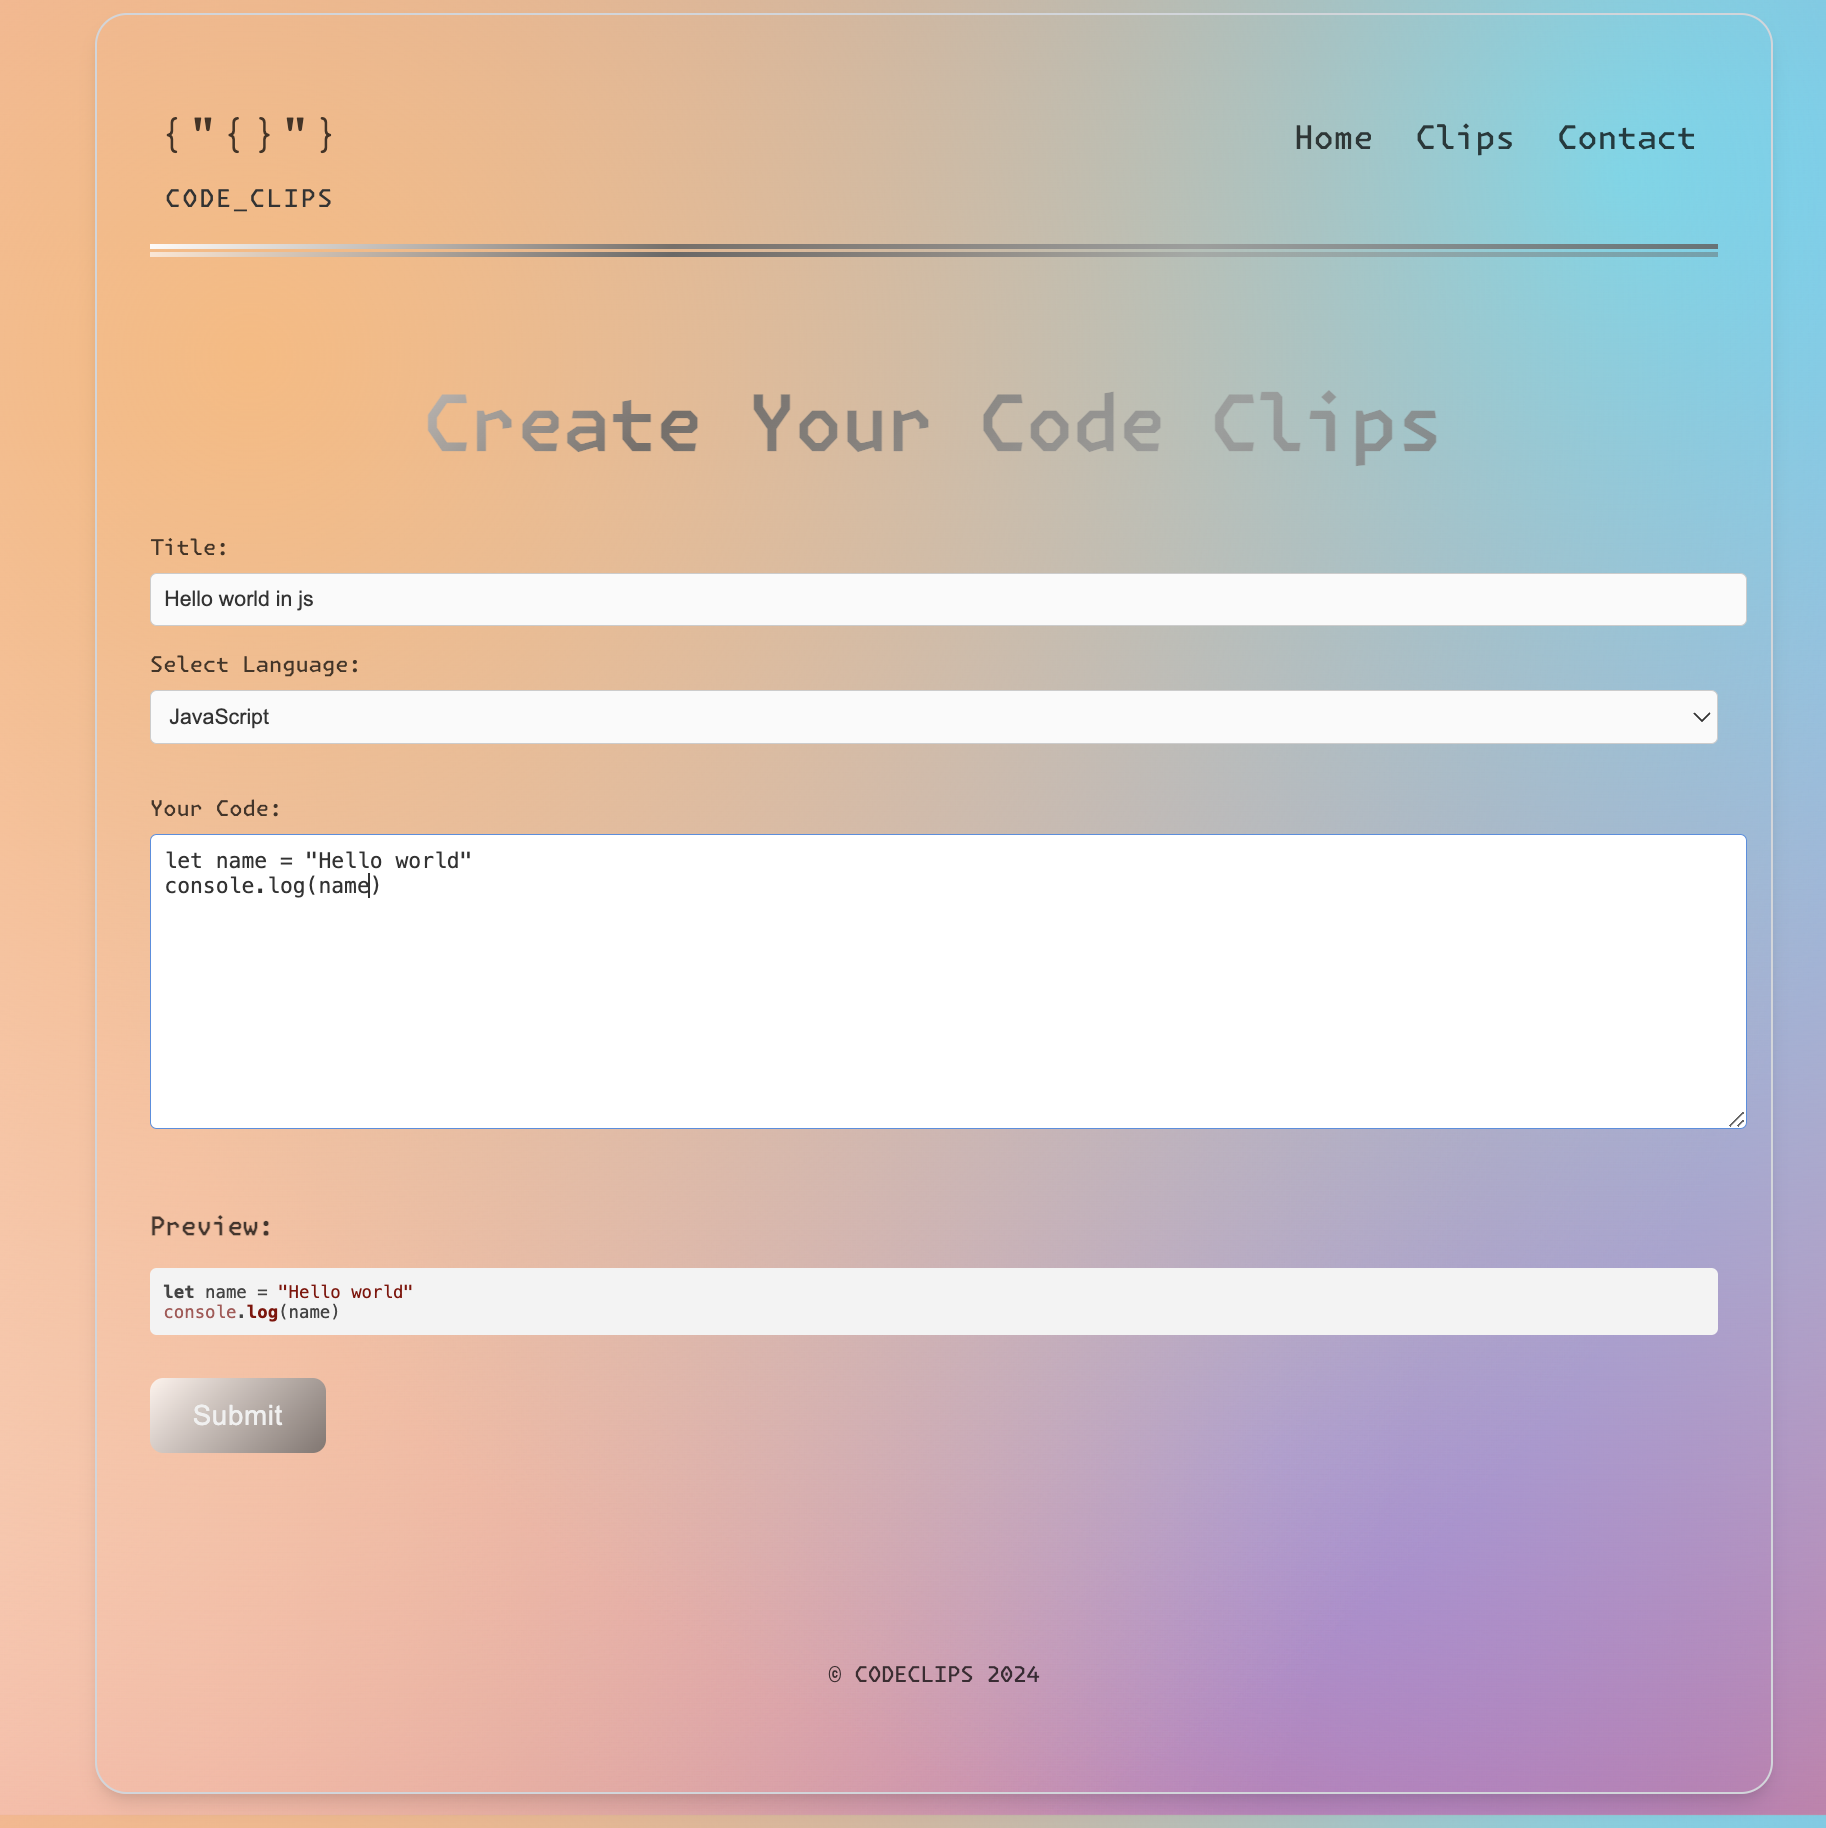 {"{}"}
CODE_CLIPS
Home Clips Contact
Create Your Code Clips
Title:
Hello world in js
Select Language:
JavaScript
Your Code:
let name = "Hello world"
console.log(name)
Preview:
let name = "Hello world"
console.log(name)
Submit
© CODECLIPS 2024